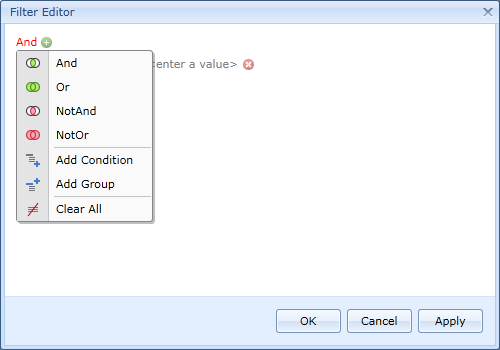 Filter Editor
And
enter a value>
And
Or
NotAnd
NotOr
Add Condition
Add Group
Clear All
OK
Cancel
Apply